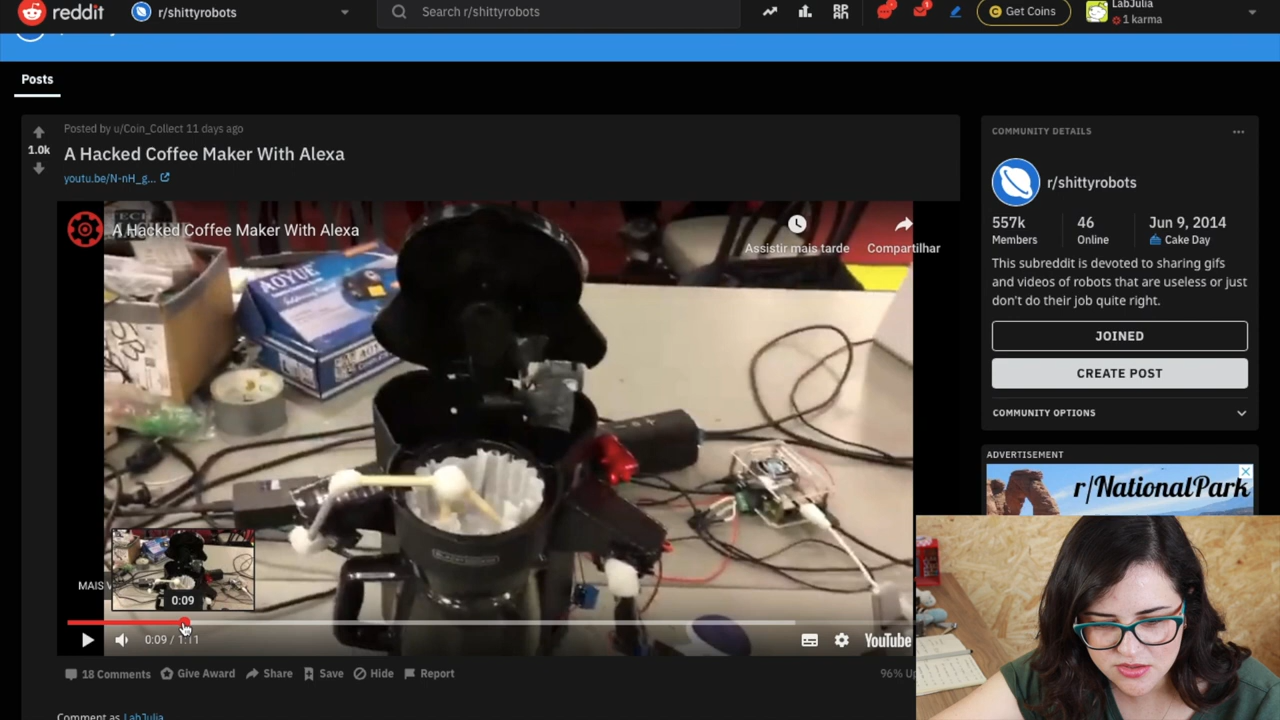 reddit
r/shittyrobots
Search r/shittyrobots
Get Coins
LabJulia
1 karma
Posts
Posted by u/Coin_Collect 11 days ago
1.0k
A Hacked Coffee Maker With Alexa
youtu.be/N-nH_g...
A Hacked Coffee Maker With Alexa
Assistir mais tarde
Compartilhar
AOYUE
MAIS
0:09
0:09 / 1:11
YouTube
18 Comments
Give Award
Share
Save
Hide
Report
96%
Comment as LabJulia
COMMUNITY DETAILS
r/shittyrobots
557k
46
Jun 9, 2014
Members
Online
Cake Day
This subreddit is devoted to sharing gifs
and videos of robots that are useless or just
don't do their job quite right.
JOINED
CREATE POST
COMMUNITY OPTIONS
ADVERTISEMENT
r/NationalPark